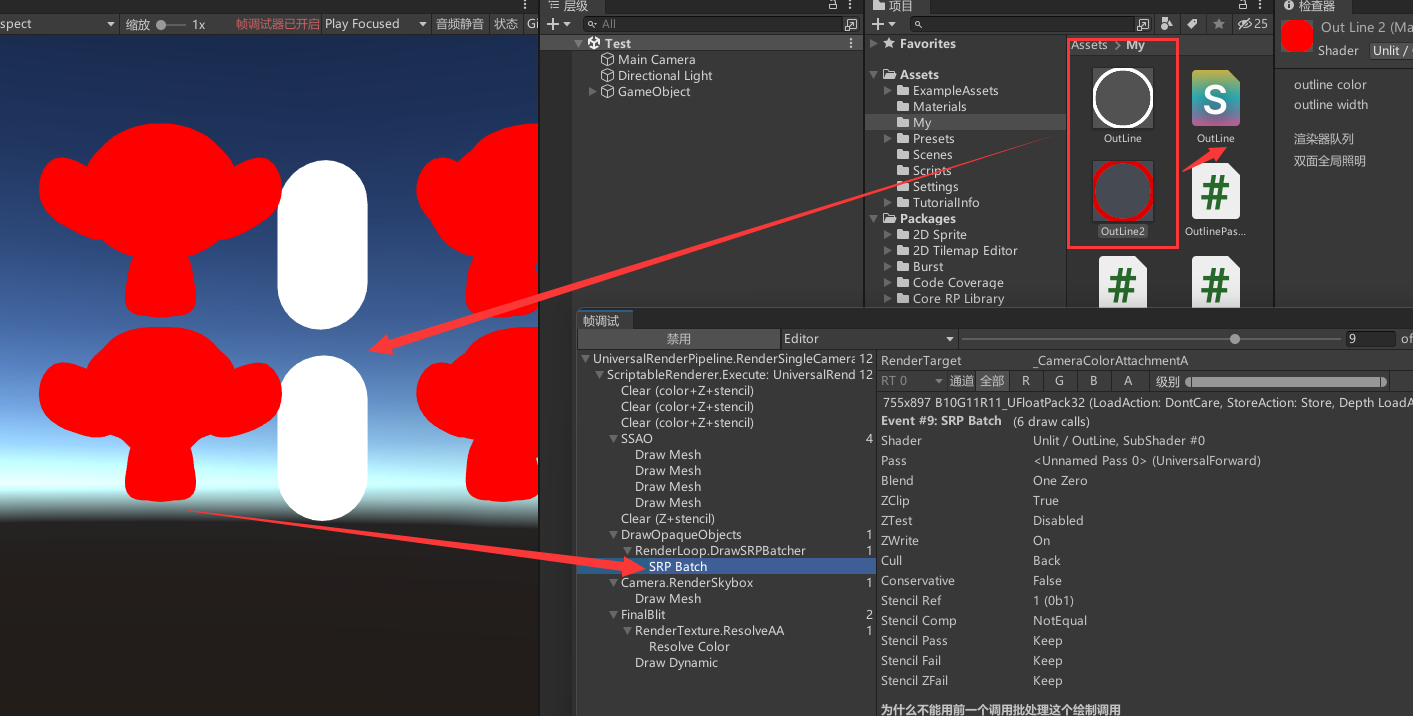 spect
缩放
1x
帧调试器已开启
Play Focused
音频静音
状态
Gi
层级
All
Test
Main Camera
Directional Light
GameObject
项目
25
Favorites
Assets
ExampleAssets
Materials
My
Presets
Scenes
Scripts
Settings
TutorialInfo
Packages
2D Sprite
2D Tilemap Editor
Burst
Code Coverage
Core RP Library
Assets > My
OutLine
S
OutLine
OutLine2
#
OutlinePas...
#
#
检查器
Out Line 2 (Ma
Shader
Unlit /
outline color
outline width
渲染器队列
双面全局照明
帧调试
禁用
Editor
9
of
UniversalRenderPipeline.RenderSingleCamera 12
ScriptableRenderer.Execute: UniversalRend 12
Clear (color+Z+stencil)
Clear (color+Z+stencil)
Clear (color+Z+stencil)
SSAO 4
Draw Mesh
Draw Mesh
Draw Mesh
Draw Mesh
Clear (Z+stencil)
DrawOpaqueObjects 1
RenderLoop.DrawSRPBatcher 1
SRP Batch
Camera.RenderSkybox 1
Draw Mesh
FinalBlit 2
RenderTexture.ResolveAA 1
Resolve Color
Draw Dynamic
RenderTarget _CameraColorAttachmentA
RT 0 通道 全部 R G B A 级别
755x897 B10G11R11_UFloatPack32 (LoadAction: DontCare, StoreAction: Store, Depth LoadA
Event #9: SRP Batch (6 draw calls)
Shader Unlit / OutLine, SubShader #0
Pass <Unnamed Pass 0> (UniversalForward)
Blend One Zero
ZClip True
ZTest Disabled
ZWrite On
Cull Back
Conservative False
Stencil Ref 1 (0b1)
Stencil Comp NotEqual
Stencil Pass Keep
Stencil Fail Keep
Stencil ZFail Keep
为什么不能用前一个调用批处理这个绘制调用